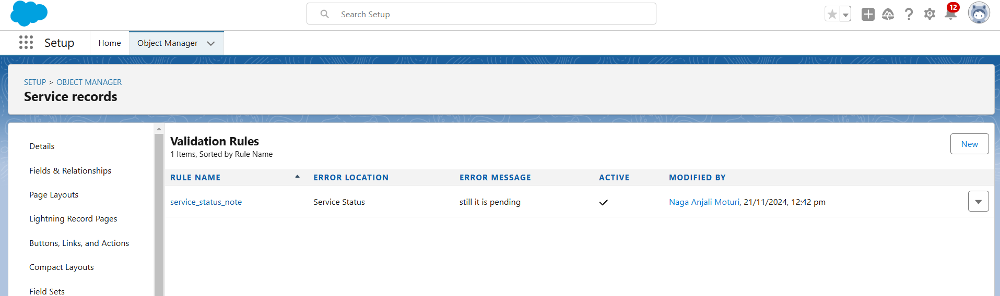 Search Setup
12
Setup
Home
Object Manager
SETUP > OBJECT MANAGER
Service records
Details
Fields & Relationships
Page Layouts
Lightning Record Pages
Buttons, Links, and Actions
Compact Layouts
Field Sets
Validation Rules
1 Items, Sorted by Rule Name
New
RULE NAME ERROR LOCATION ERROR MESSAGE ACTIVE MODIFIED BY
service_status_note Service Status still it is pending Naga Anjali Moturi, 21/11/2024, 12:42 pm